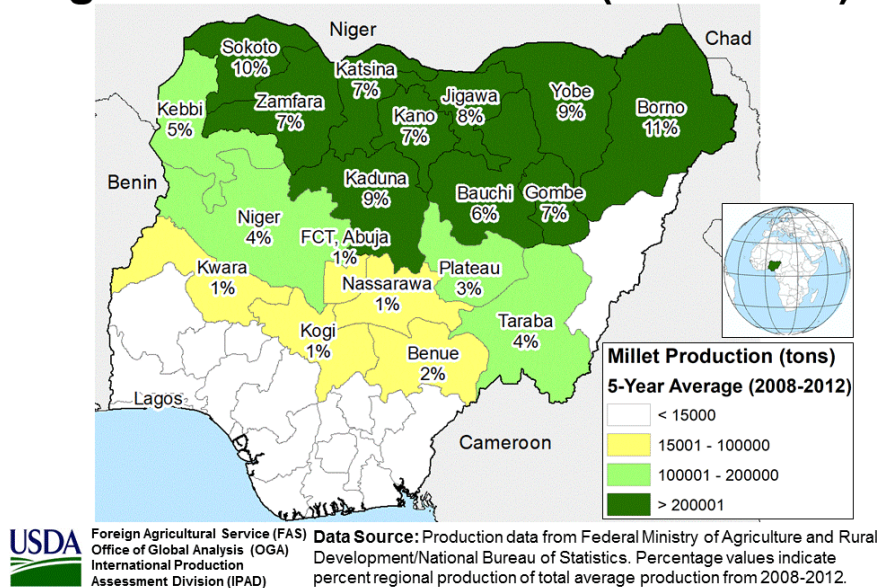 Niger
Chad
Sokoto
10%
Katsina
7%
Kebbi
5%
Zamfara
7%
Kano
7%
Jigawa
8%
Yobe
9%
Borno
11%
Benin
Kaduna
9%
Bauchi
6%
Gombe
7%
Niger
4%
FCT, Abuja
1%
Kwara
1%
Nassarawa
1%
Plateau
3%
Kogi
1%
Taraba
4%
Benue
2%
Lagos
Cameroon
Millet Production (tons)
5-Year Average (2008-2012)
< 15000
15001 - 100000
100001 - 200000
> 200001
USDA
Foreign Agricultural Service (FAS)
Office of Global Analysis (OGA)
International Production
Assessment Division (IPAD)
Data Source: Production data from Federal Ministry of Agriculture and Rural
Development/National Bureau of Statistics. Percentage values indicate
percent regional production of total average production from 2008-2012.